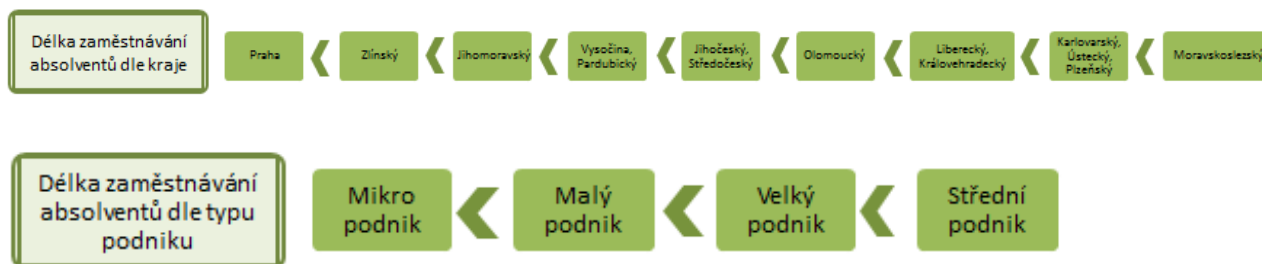 Délka zaměstnávání
absolventů dle kraje
Praha
Zlínský
Jihomoravský
Vysočina,
Pardubický
Jihočeský,
Středočeský
Olomoucký
Liberecký,
Královehradecký
Karlovarský,
Ústecký,
Plzeňský
Moravskoslezský
Délka zaměstnávání
absolventů dle typu
podniku
Mikro
podnik
Malý
podnik
Velký
podnik
Střední
podnik